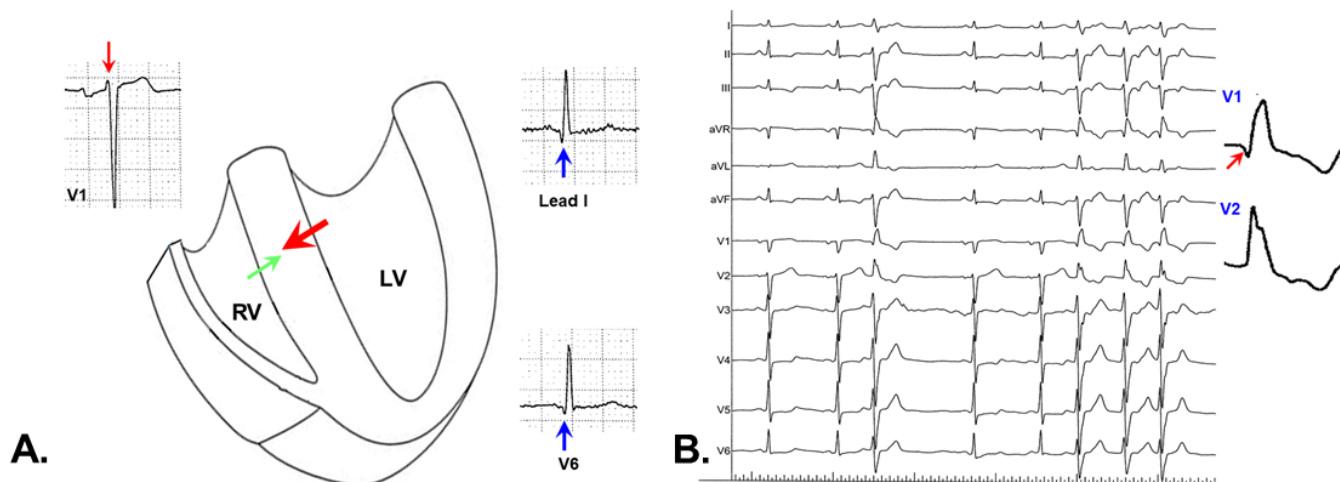 V1
Lead I
RV
LV
V6
A.
I
II
III
aVR
aVL
aVF
V1
V2
V3
V4
V5
V6
V1
V2
B.